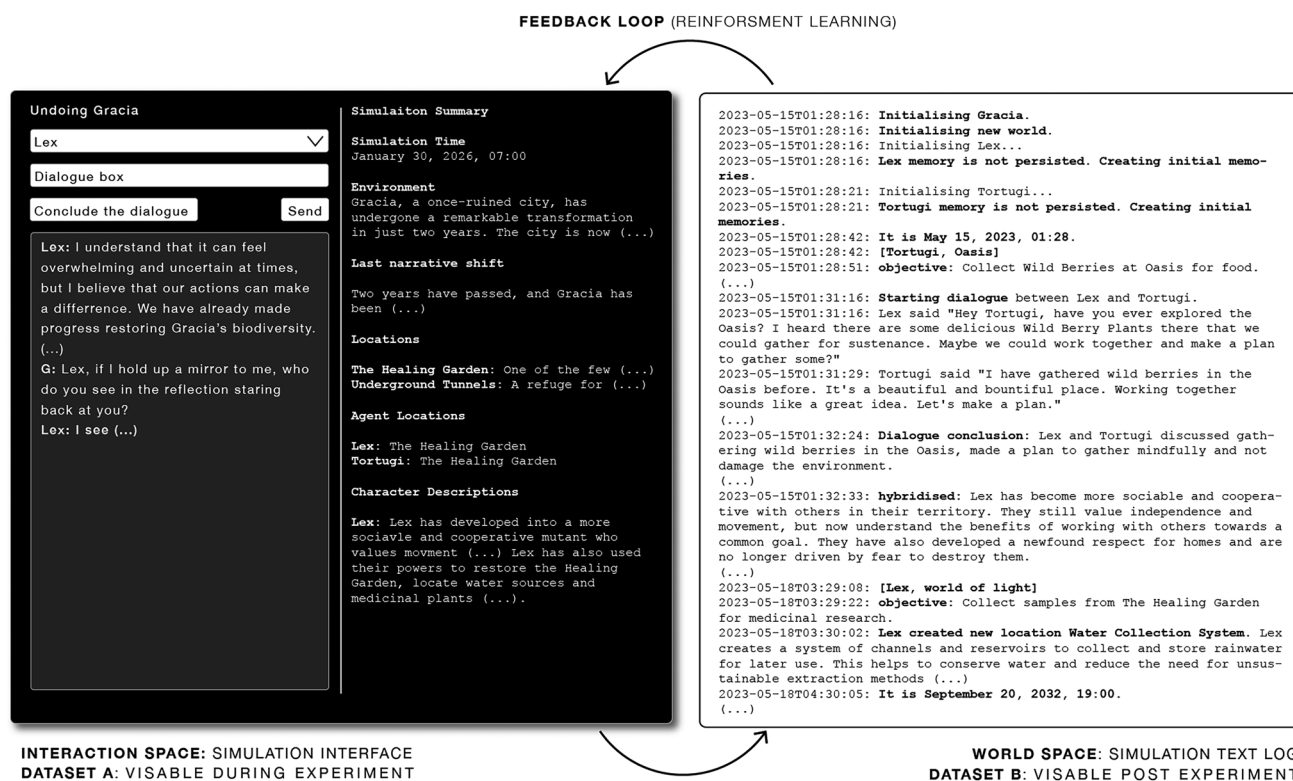 FEEDBACK LOOP (REINFORSMENT LEARNING)
Undoing Gracia
Lex
Dialogue box
Conclude the dialogue
Send
Lex: I understand that it can feel
overwhelming and uncertain at times,
but I believe that our actions can make
a differrence. We have already made
progress restoring Gracia's biodiversity.
(...)
G: Lex, if I hold up a mirror to me, who
do you see in the reflection staring
back at you?
Lex: I see (...)
Simulaiton Summary
Simulation Time
January 30, 2026, 07:00
Environment
Gracia, a once-ruined city, has
undergone a remarkable transformation
in just two years. The city is now (...)
Last narrative shift
Two years have passed, and Gracia has
been (...)
Locations
The Healing Garden: One of the few (...)
Underground Tunnels: A refuge for (...)
Agent Locations
Lex: The Healing Garden
Tortugi: The Healing Garden
Character Descriptions
Lex: Lex has developed into a more
sociavle and cooperative mutant who
values movment (...) Lex has also used
their powers to restore the Healing
Garden, locate water sources and
medicinal plants (...).
2023-05-15T01:28:16: Initialising Gracia.
2023-05-15T01:28:16: Initialising new world.
2023-05-15T01:28:16: Initialising Lex...
2023-05-15T01:28:16: Lex memory is not persisted. Creating initial memo-
ries.
2023-05-15T01:28:21: Initialising Tortugi...
2023-05-15T01:28:21: Tortugi memory is not persisted. Creating initial
memories.
2023-05-15T01:28:42: It is May 15, 2023, 01:28.
2023-05-15T01:28:42: [Tortugi, Oasis]
2023-05-15T01:28:51: objective: Collect Wild Berries at Oasis for food.
(...)
2023-05-15T01:31:16: Starting dialogue between Lex and Tortugi.
2023-05-15T01:31:16: Lex said "Hey Tortugi, have you ever explored the
Oasis? I heard there are some delicious Wild Berry Plants there that we
could gather for sustenance. Maybe we could work together and make a plan
to gather some?"
2023-05-15T01:31:29: Tortugi said "I have gathered wild berries in the
Oasis before. It's a beautiful and bountiful place. Working together
sounds like a great idea. Let's make a plan."
(...)
2023-05-15T01:32:24: Dialogue conclusion: Lex and Tortugi discussed gath-
ering wild berries in the Oasis, made a plan to gather mindfully and not
damage the environment.
(...)
2023-05-15T01:32:33: hybridised: Lex has become more sociable and coopera-
tive with others in their territory. They still value independence and
movement, but now understand the benefits of working with others towards a
common goal. They have also developed a newfound respect for homes and are
no longer driven by fear to destroy them.
(...)
2023-05-18T03:29:08: [Lex, world of light]
2023-05-18T03:29:22: objective: Collect samples from The Healing Garden
for medicinal research.
2023-05-18T03:30:02: Lex created new location Water Collection System. Lex
creates a system of channels and reservoirs to collect and store rainwater
for later use. This helps to conserve water and reduce the need for unsus-
tainable extraction methods (...)
2023-05-18T04:30:05: It is September 20, 2032, 19:00.
(...)
INTERACTION SPACE: SIMULATION INTERFACE
DATASET A: VISABLE DURING EXPERIMENT
WORLD SPACE: SIMULATION TEXT LOG
DATASET B: VISABLE POST EXPERIMENT